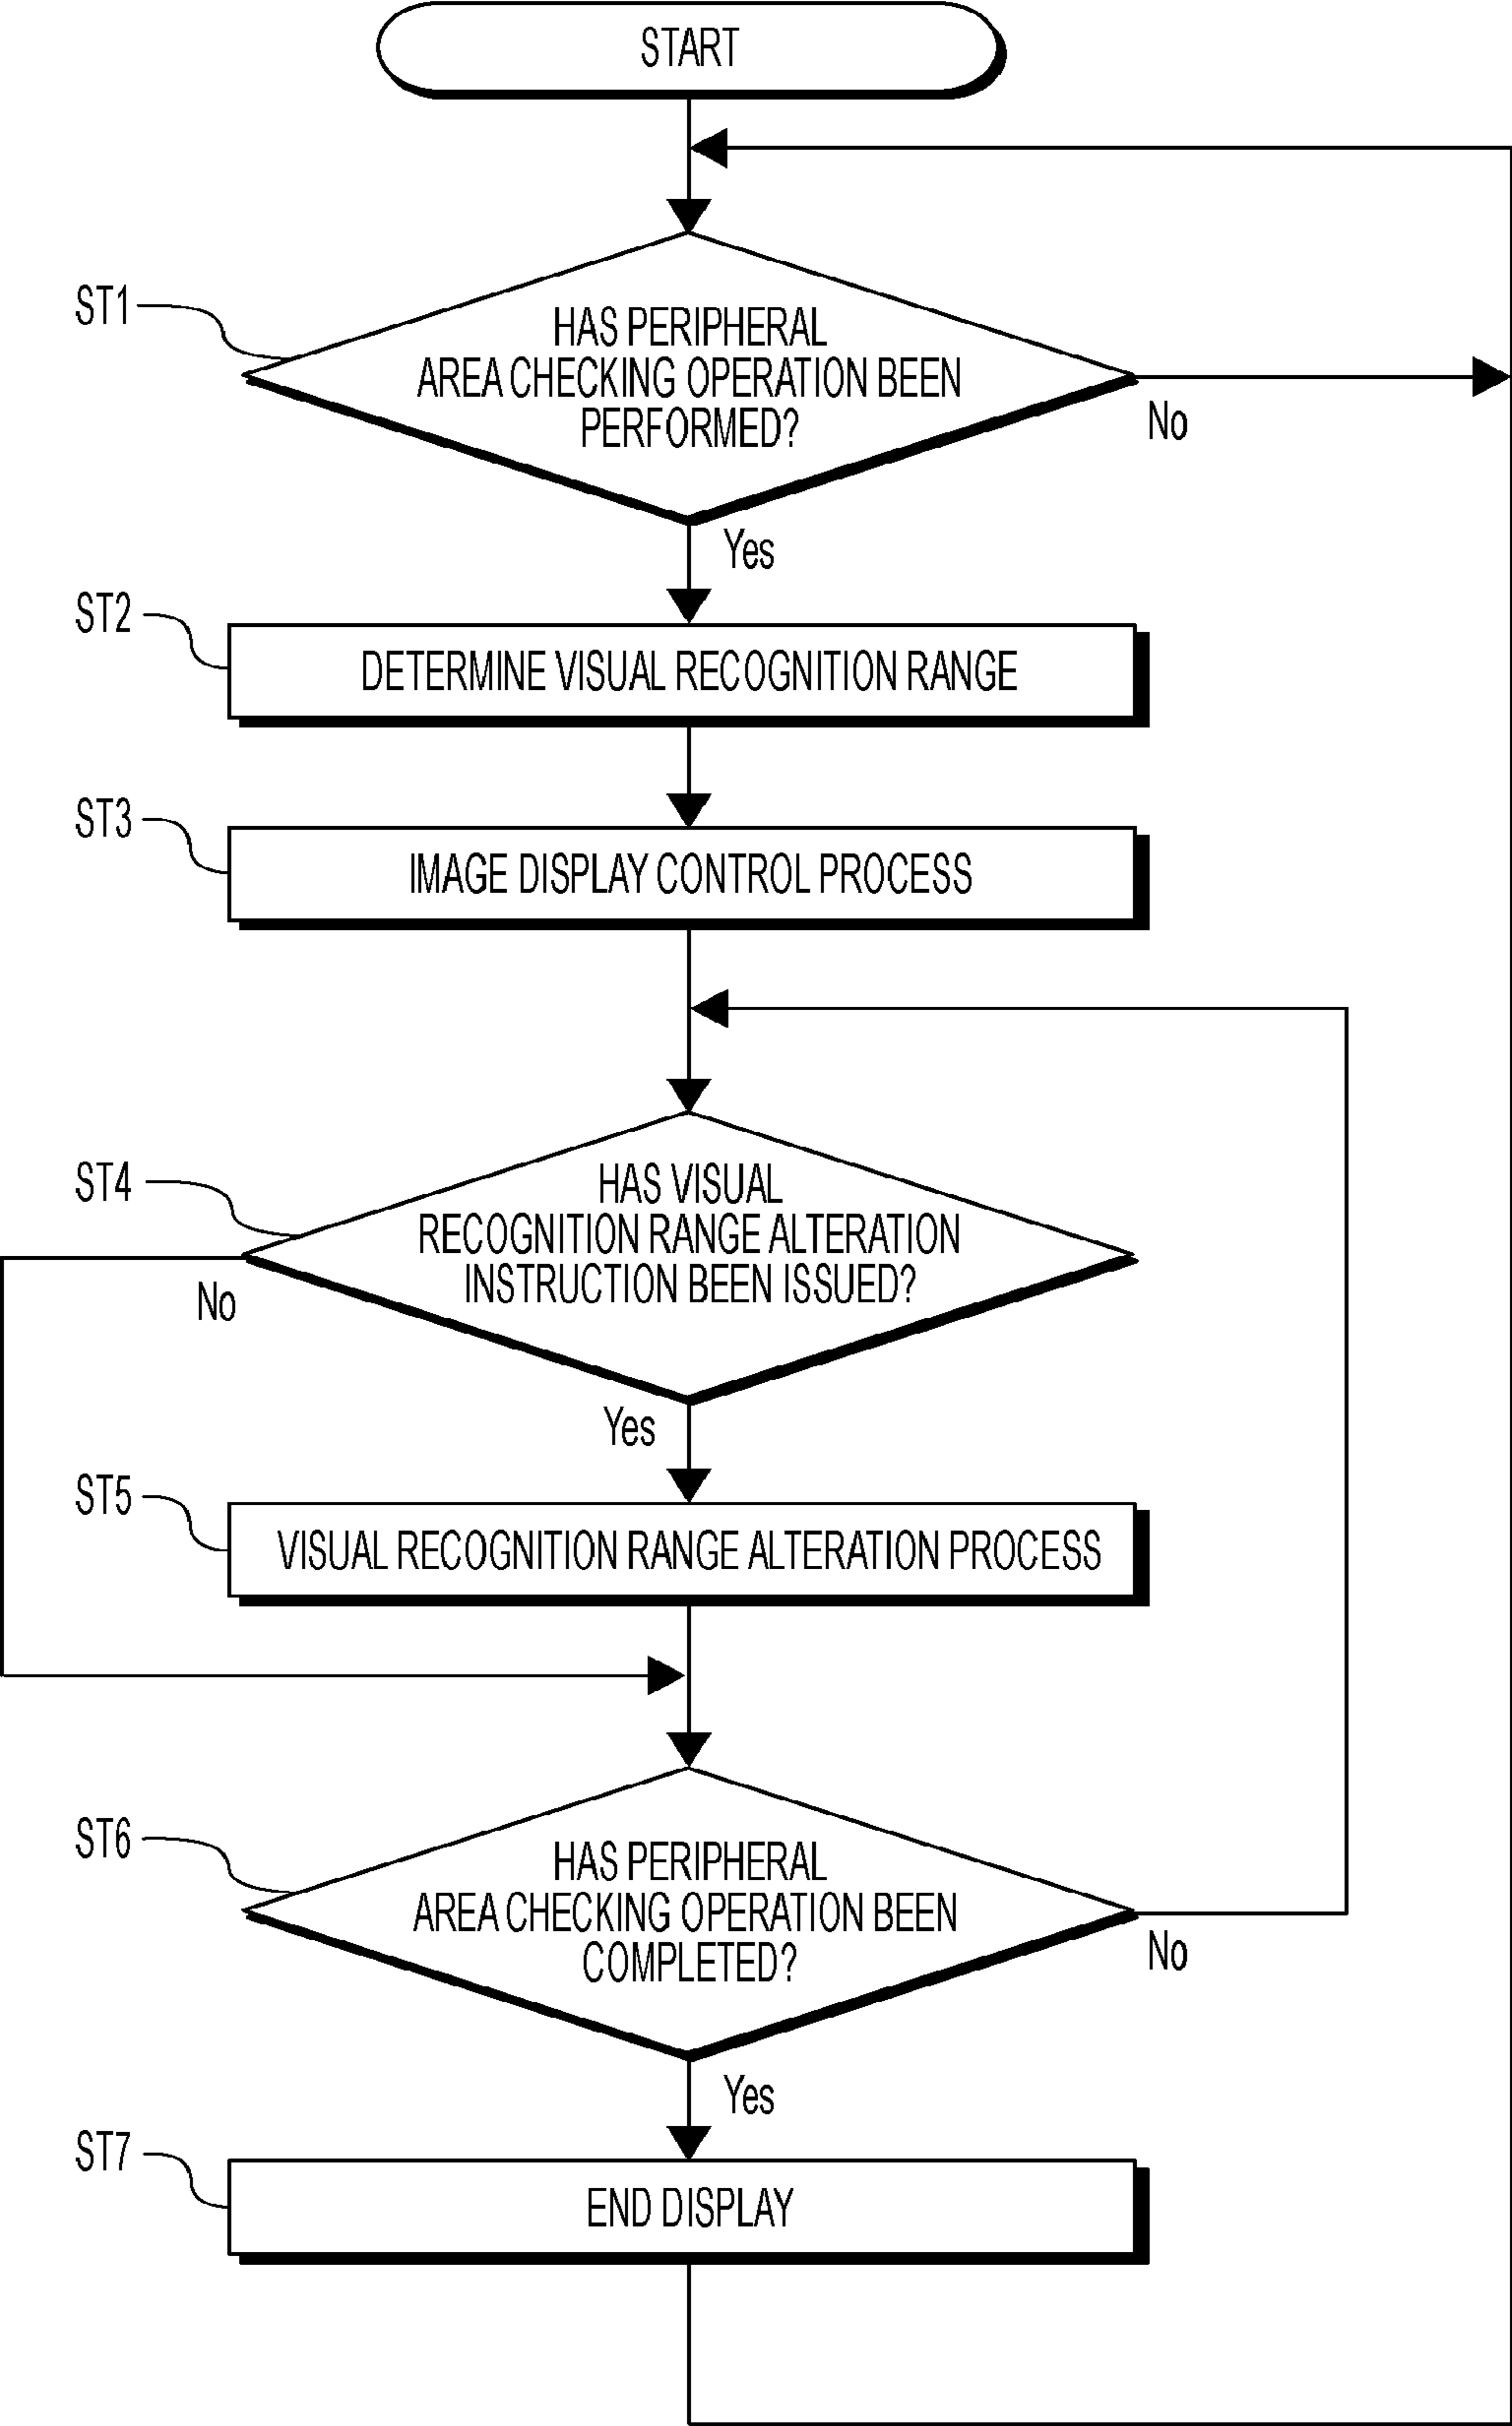 START
ST1
HAS PERIPHERAL
AREA CHECKING OPERATION BEEN
PERFORMED?
No
Yes
ST2
DETERMINE VISUAL RECOGNITION RANGE
ST3
IMAGE DISPLAY CONTROL PROCESS
ST4
HAS VISUAL
RECOGNITION RANGE ALTERATION
INSTRUCTION BEEN ISSUED?
No
Yes
ST5
VISUAL RECOGNITION RANGE ALTERATION PROCESS
ST6
HAS PERIPHERAL
AREA CHECKING OPERATION BEEN
COMPLETED?
No
Yes
ST7
END DISPLAY